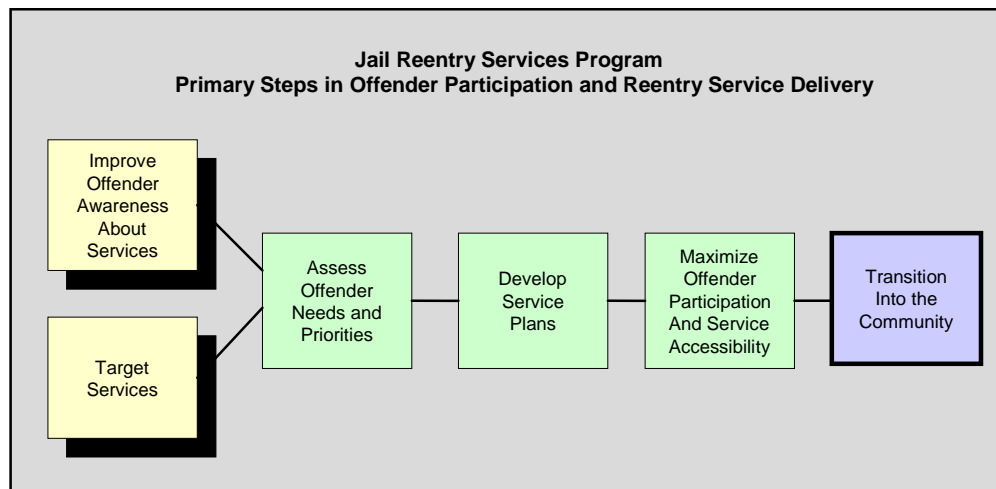 Jail Reentry Services Program
Primary Steps in Offender Participation and Reentry Service Delivery
Improve
Offender
Awareness
About
Services
Target
Services
Assess
Offender
Needs and
Priorities
Develop
Service
Plans
Maximize
Offender
Participation
And Service
Accessibility
Transition
Into the
Community